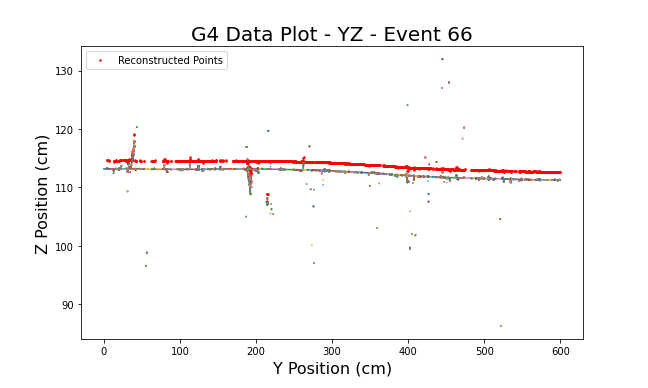 G4 Data Plot - YZ - Event 66
Reconstructed Points
Z Position (cm)
130
120
110
100
90
0 100 200 300 400 500 600
Y Position (cm)